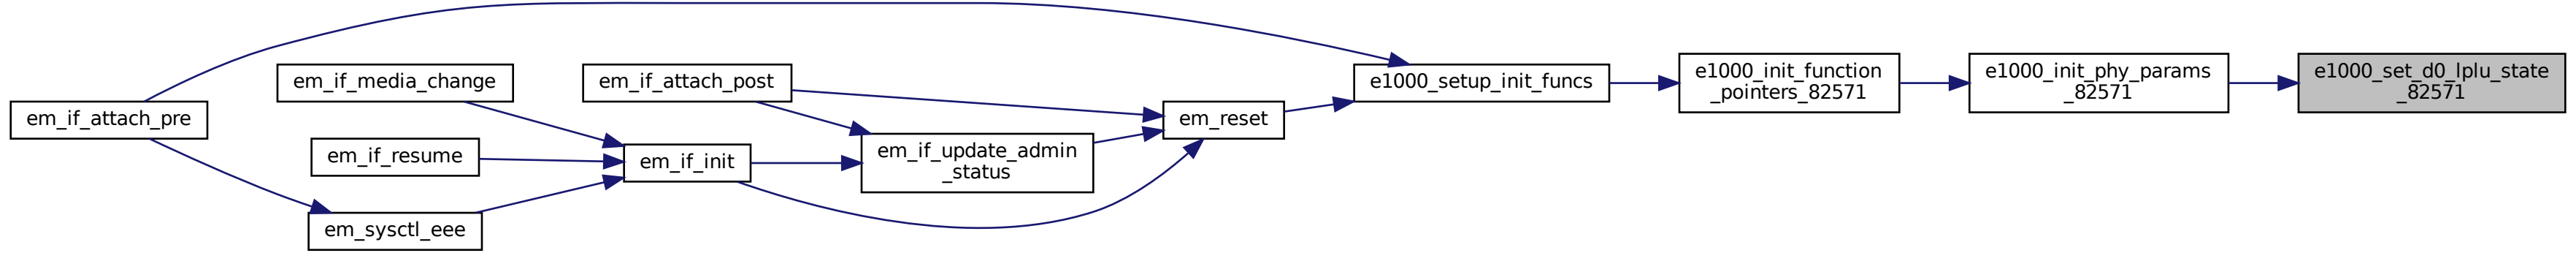 em_if_attach_pre
em_if_media_change
em_if_resume
em_sysctl_eee
em_if_attach_post
em_if_init
em_if_update_admin
_status
em_reset
e1000_setup_init_funcs
e1000_init_function
_pointers_82571
e1000_init_phy_params
_82571
e1000_set_d0_lplu_state
_82571